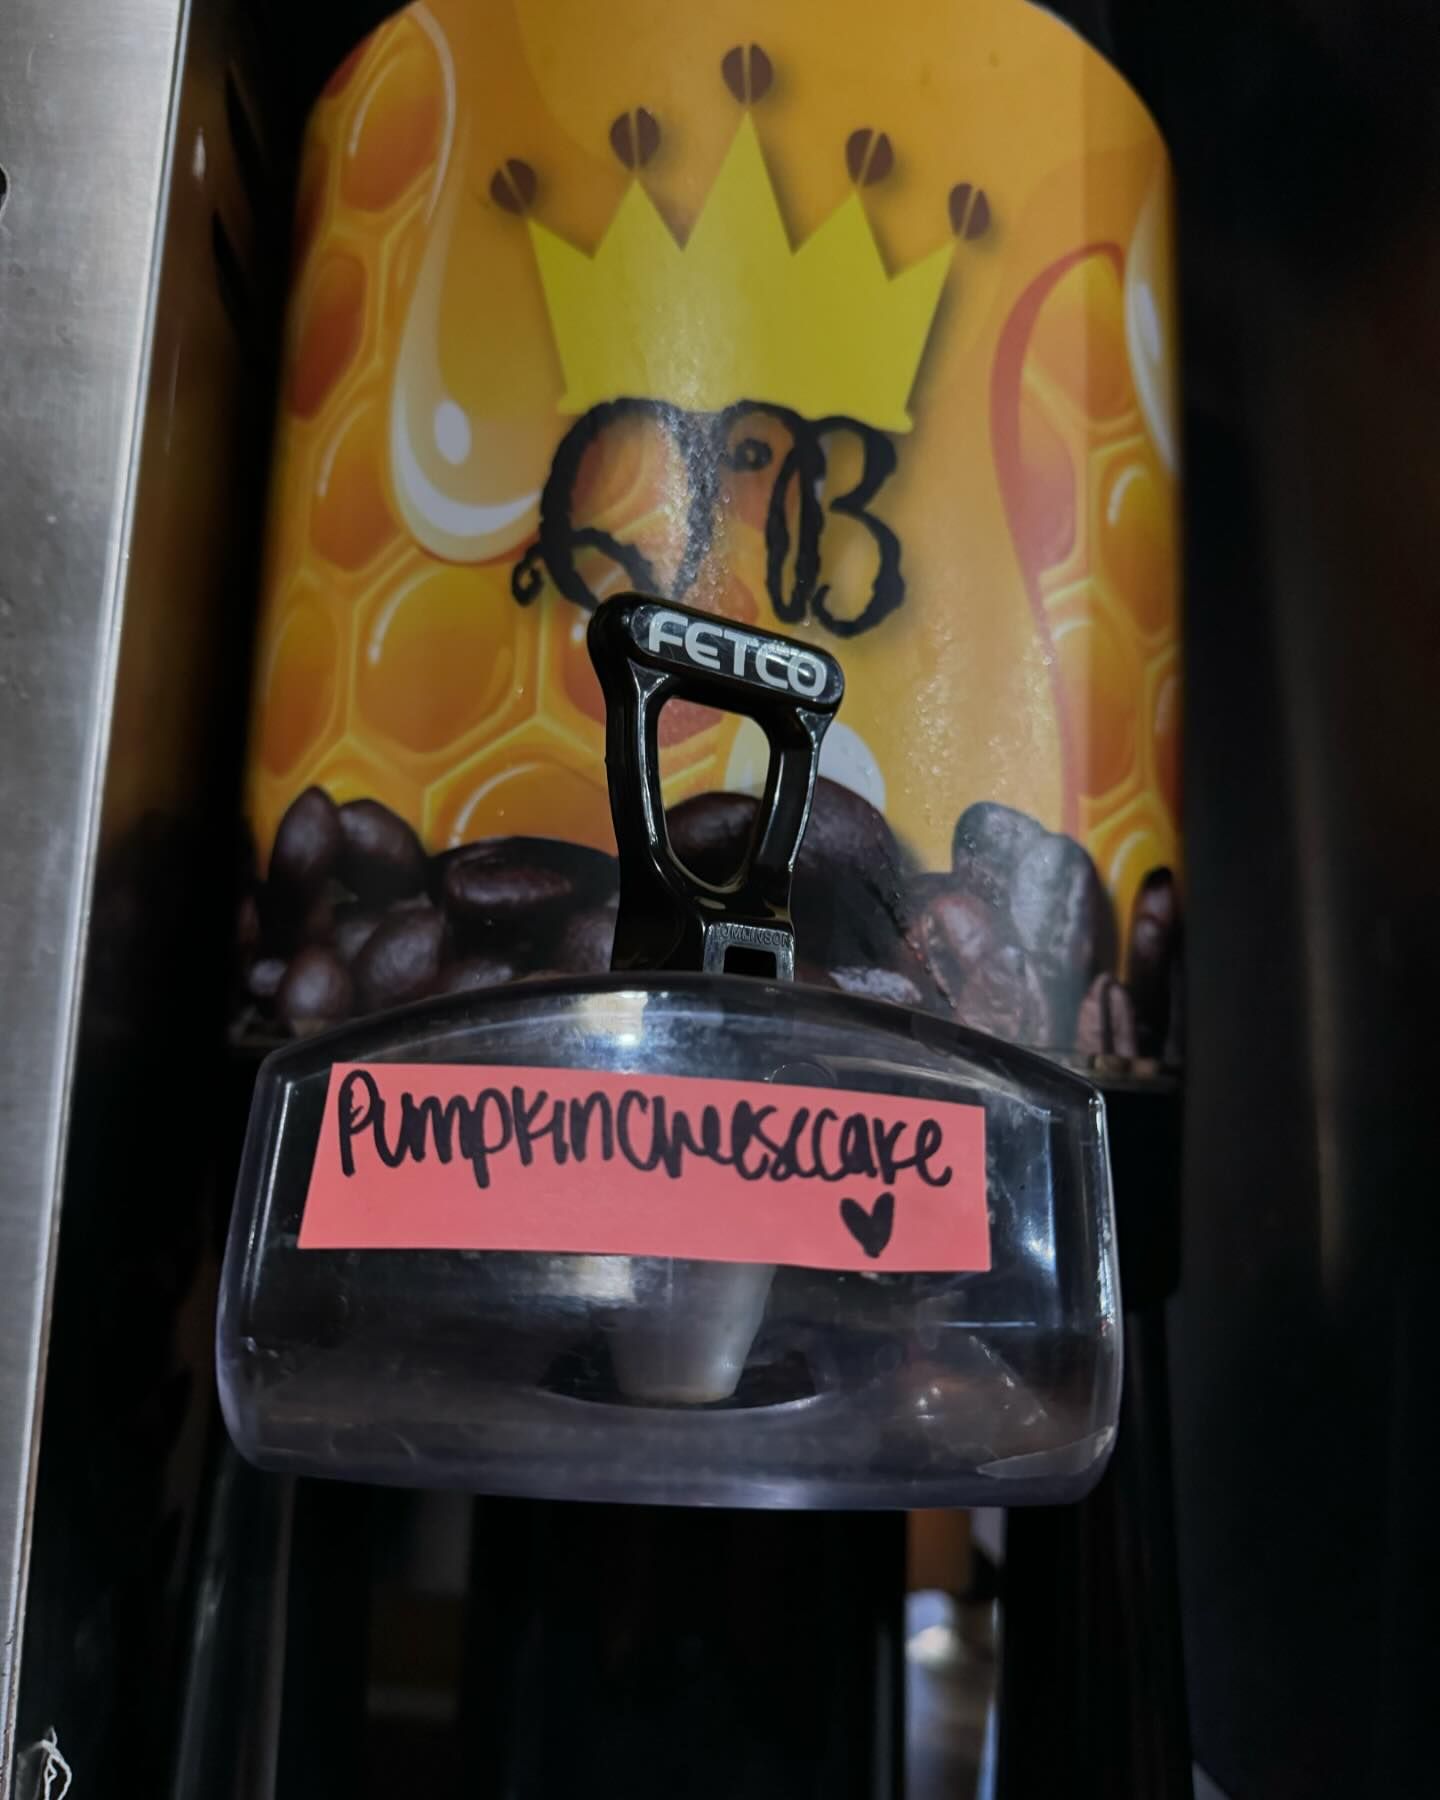 QB
FETCO
TOMLINSON
PumpkinCheesecake